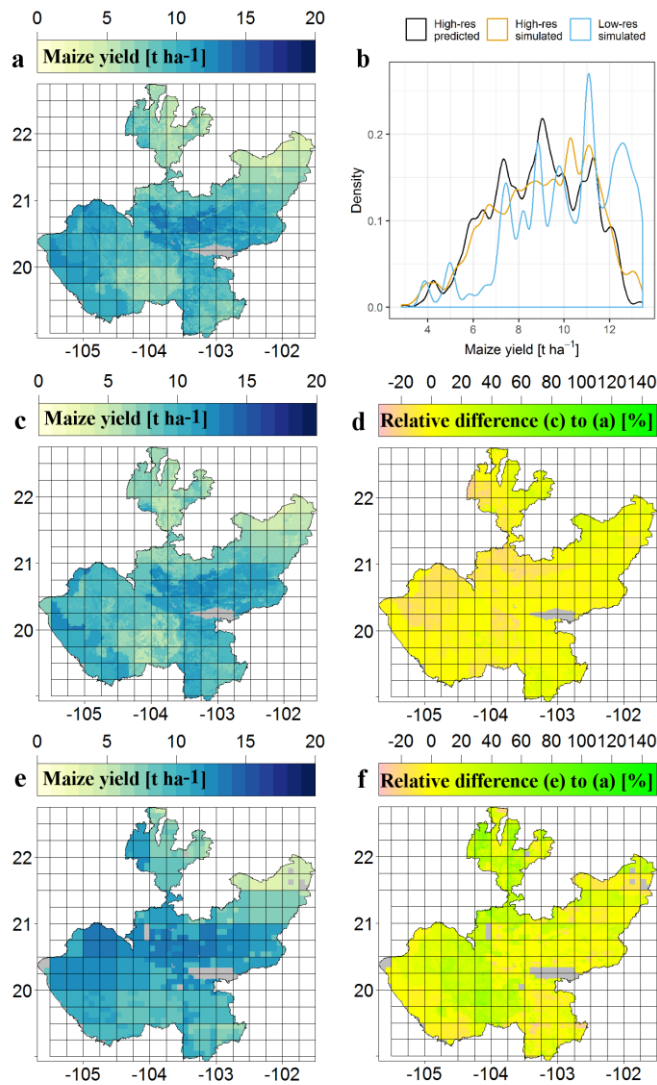 0 5 10 15 20
Maize yield [t ha-1]
a
22
21
20
-105 -104 -103 -102
b
High-res predicted
High-res simulated
Low-res simulated
Density
0.2
0.1
0.0
4 6 8 10 12
Maize yield [t ha⁻¹]
0 5 10 15 20
Maize yield [t ha-1]
c
22
21
20
-105 -104 -103 -102
-20 0 20 40 60 80 100 120 140
Relative difference (c) to (a) [%]
d
22
21
20
-105 -104 -103 -102
0 5 10 15 20
Maize yield [t ha-1]
e
22
21
20
-105 -104 -103 -102
-20 0 20 40 60 80 100 120 140
Relative difference (e) to (a) [%]
f
22
21
20
-105 -104 -103 -102